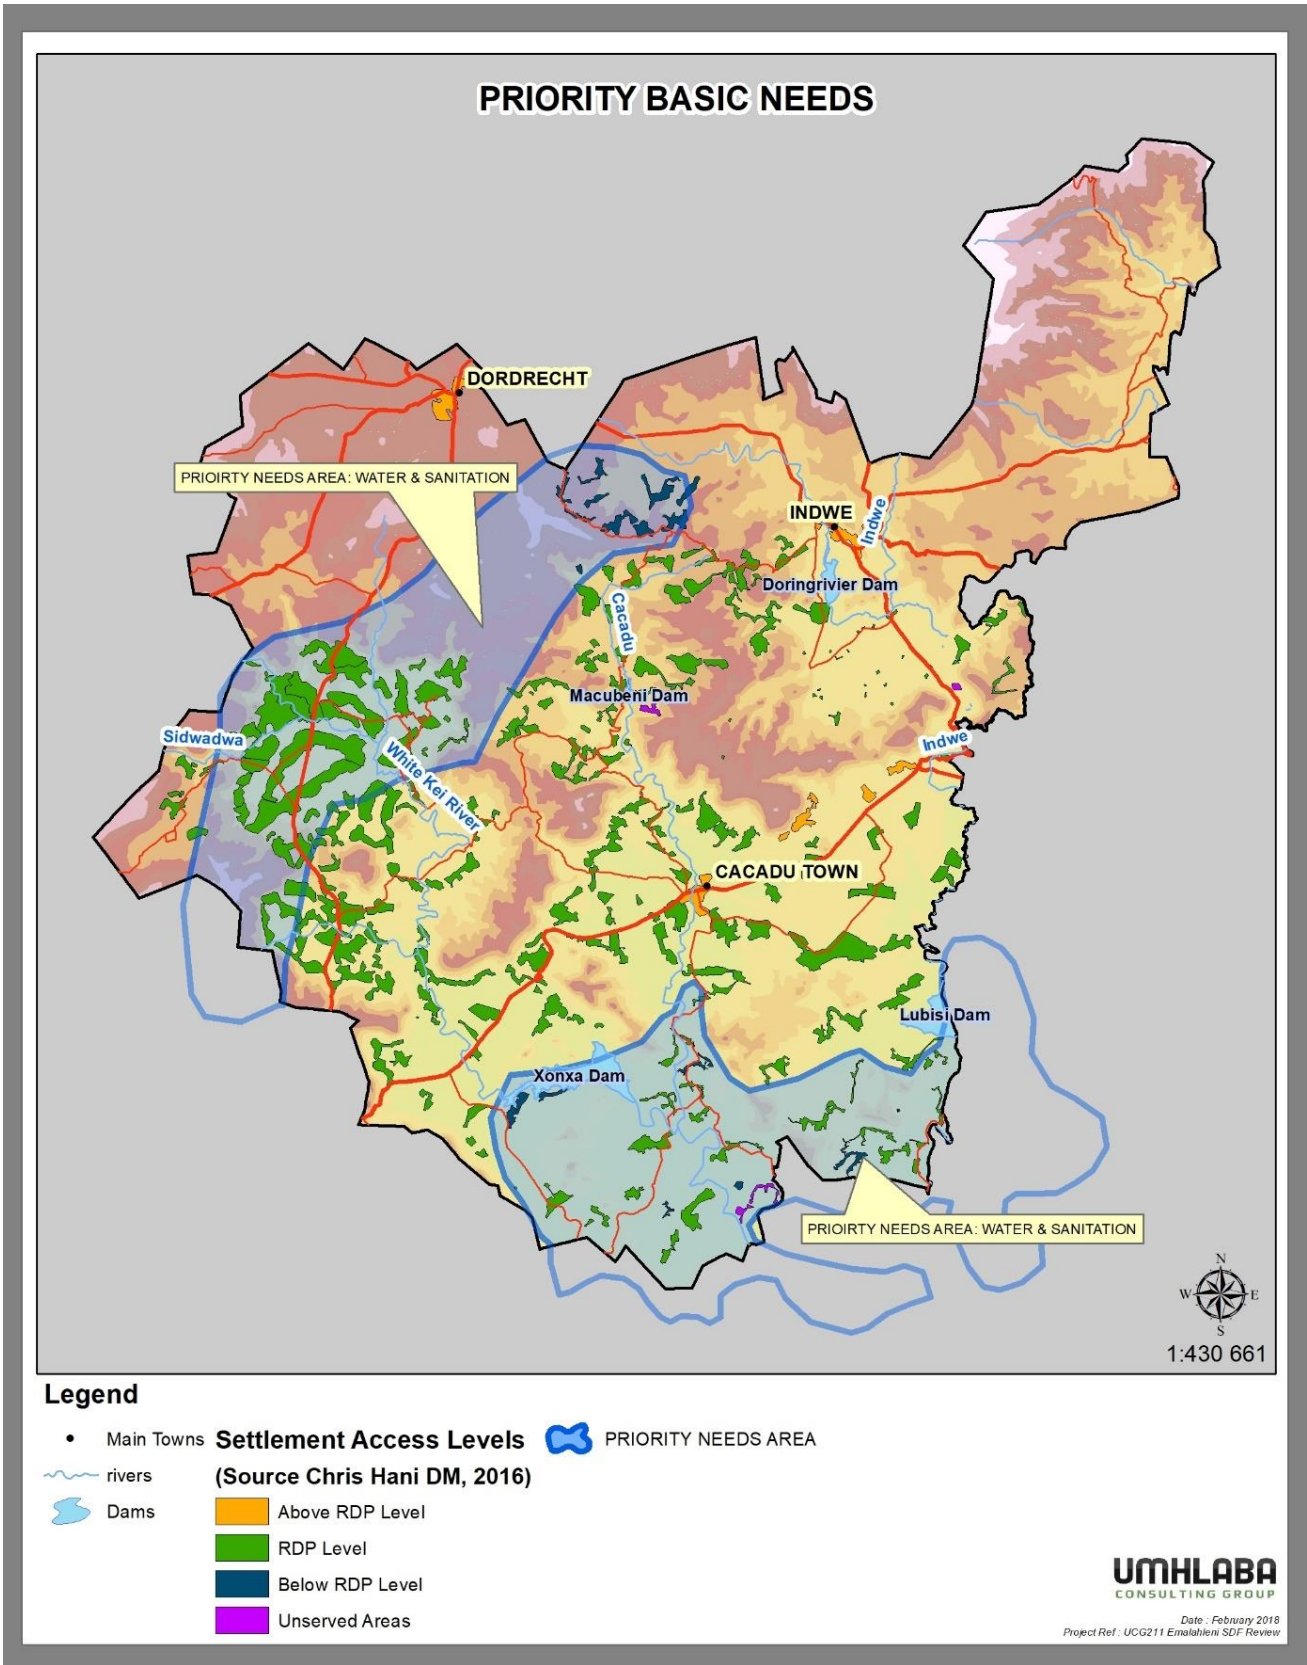 PRIORITY BASIC NEEDS
DORDRECHT
PRIOIRTY NEEDS AREA: WATER & SANITATION
INDWE
Indwe
Doringrivier Dam
Cacadu
Macubeni Dam
Sidwadwa
White Kei River
Indwe
CACADU TOWN
Lubisi Dam
Xonxa Dam
PRIOIRTY NEEDS AREA: WATER & SANITATION
N
W E
S
1:430 661
Legend
Main Towns
rivers
Dams
Settlement Access Levels
(Source Chris Hani DM, 2016)
Above RDP Level
RDP Level
Below RDP Level
Unserved Areas
PRIORITY NEEDS AREA
UMHLABA
CONSULTING GROUP
Date : February 2018
Project Ref : UCG211 Emalahleni SDF Review